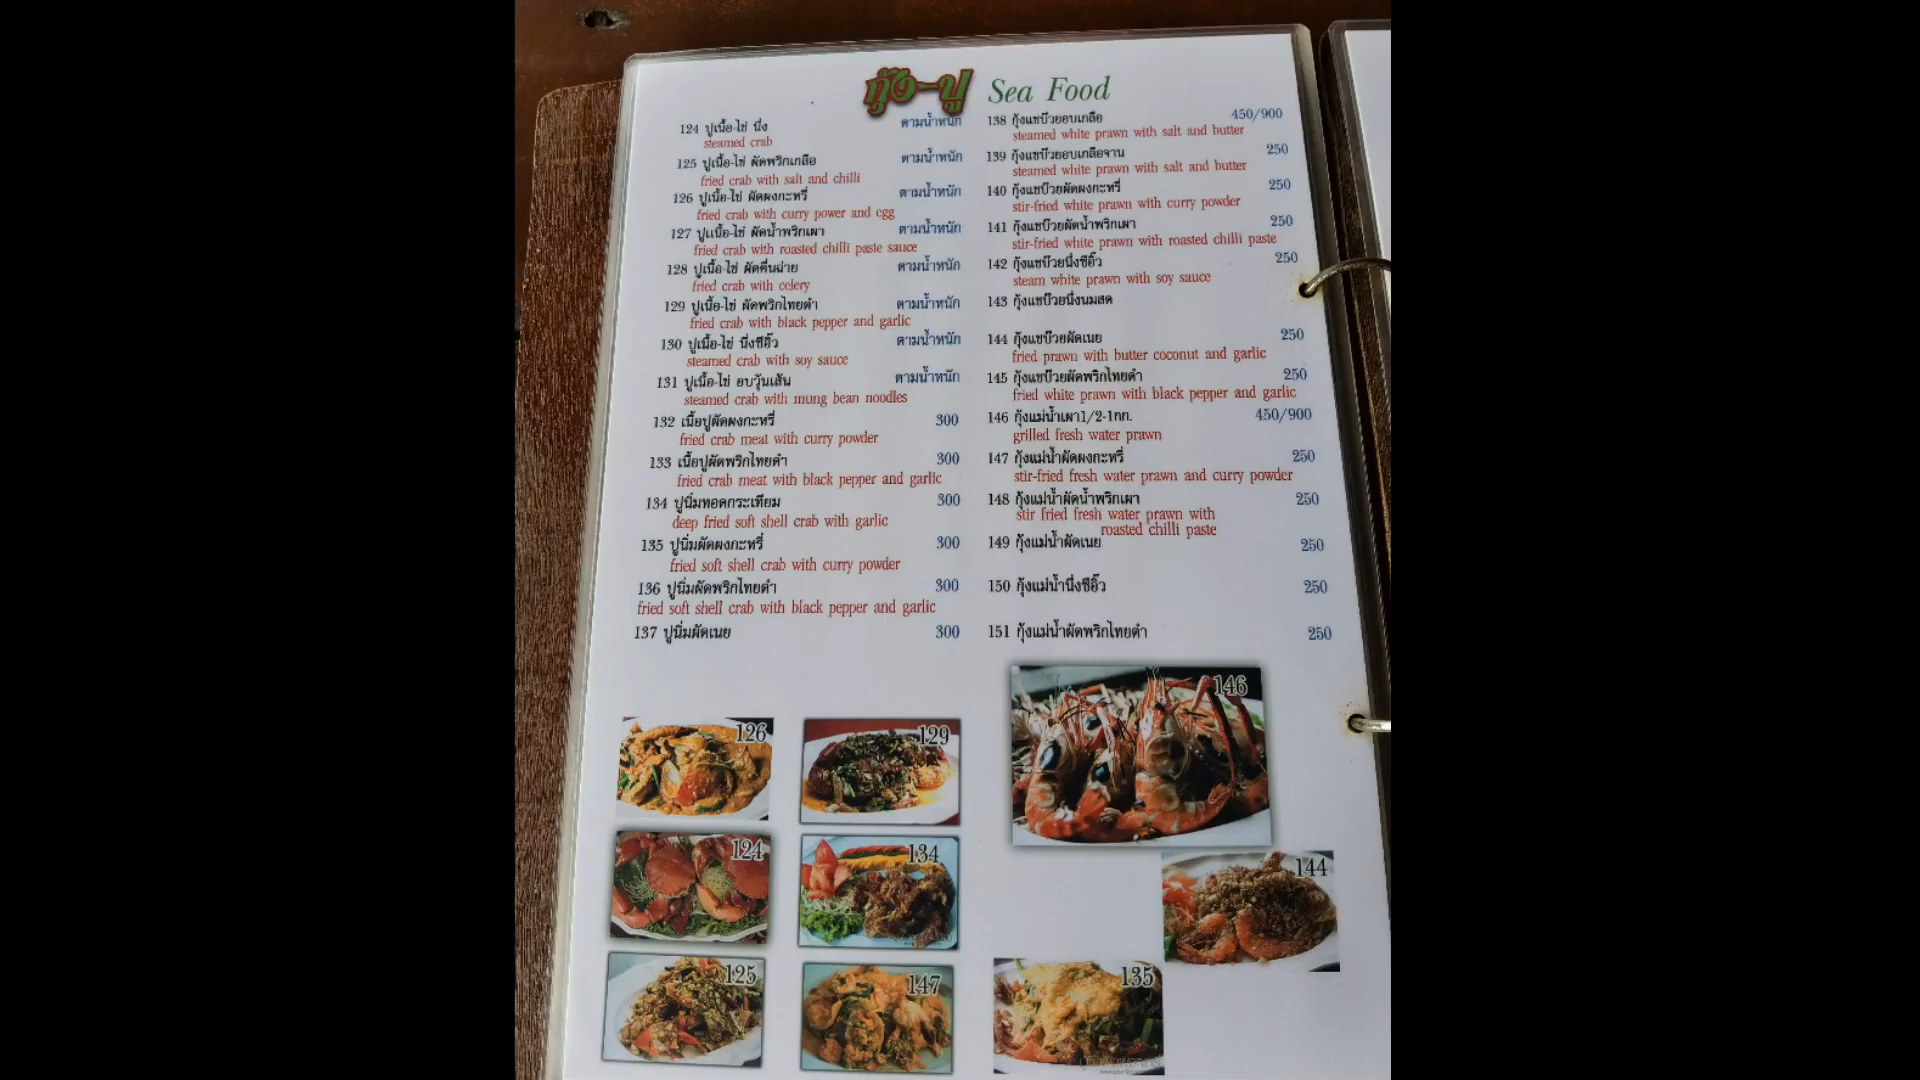 กุ้ง-ปู Sea Food
124 ปูเนื้อ-ไข่ นึ่ง ตามน้ำหนัก
steamed crab
125 ปูเนื้อ-ไข่ ผัดพริกเกลือ ตามน้ำหนัก
fried crab with salt and chilli
126 ปูเนื้อ-ไข่ ผัดผงกะหรี่ ตามน้ำหนัก
fried crab with curry power and egg
127 ปูเนื้อ-ไข่ ผัดน้ำพริกเผา ตามน้ำหนัก
fried crab with roasted chilli paste sauce
128 ปูเนื้อ-ไข่ ผัดคื่นฉ่าย ตามน้ำหนัก
fried crab with celery
129 ปูเนื้อ-ไข่ ผัดพริกไทยดำ ตามน้ำหนัก
fried crab with black pepper and garlic
130 ปูเนื้อ-ไข่ นึ่งซีอิ๊ว ตามน้ำหนัก
steamed crab with soy sauce
131 ปูเนื้อ-ไข่ อบวุ้นเส้น ตามน้ำหนัก
steamed crab with mung bean noodles
132 เนื้อปูผัดผงกะหรี่ 300
fried crab meat with curry powder
133 เนื้อปูผัดพริกไทยดำ 300
fried crab meat with black pepper and garlic
134 ปูนิ่มทอดกระเทียม 300
deep fried soft shell crab with garlic
135 ปูนิ่มผัดผงกะหรี่ 300
fried soft shell crab with curry powder
136 ปูนิ่มผัดพริกไทยดำ 300
fried soft shell crab with black pepper and garlic
137 ปูนิ่มผัดเนย 300
138 กุ้งแชบ๊วยอบเกลือ 450/900
steamed white prawn with salt and butter
139 กุ้งแชบ๊วยอบเกลือจาน 250
steamed white prawn with salt and butter
140 กุ้งแชบ๊วยผัดผงกะหรี่ 250
stir-fried white prawn with curry powder
141 กุ้งแชบ๊วยผัดน้ำพริกเผา 250
stir-fried white prawn with roasted chilli paste
142 กุ้งแชบ๊วยนึ่งซีอิ๊ว 250
steam white prawn with soy sauce
143 กุ้งแชบ๊วยนึ่งนมสด
144 กุ้งแชบ๊วยผัดเนย 250
fried prawn with butter coconut and garlic
145 กุ้งแชบ๊วยผัดพริกไทยดำ 250
fried white prawn with black pepper and garlic
146 กุ้งแม่น้ำเผา1/2-1กก. 450/900
grilled fresh water prawn
147 กุ้งแม่น้ำผัดผงกะหรี่ 250
stir-fried fresh water prawn and curry powder
148 กุ้งแม่น้ำผัดน้ำพริกเผา 250
stir fried fresh water prawn with
roasted chilli paste
149 กุ้งแม่น้ำผัดเนย 250
150 กุ้งแม่น้ำนึ่งซีอิ๊ว 250
151 กุ้งแม่น้ำผัดพริกไทยดำ 250
126
129
146
124
134
144
125
147
135